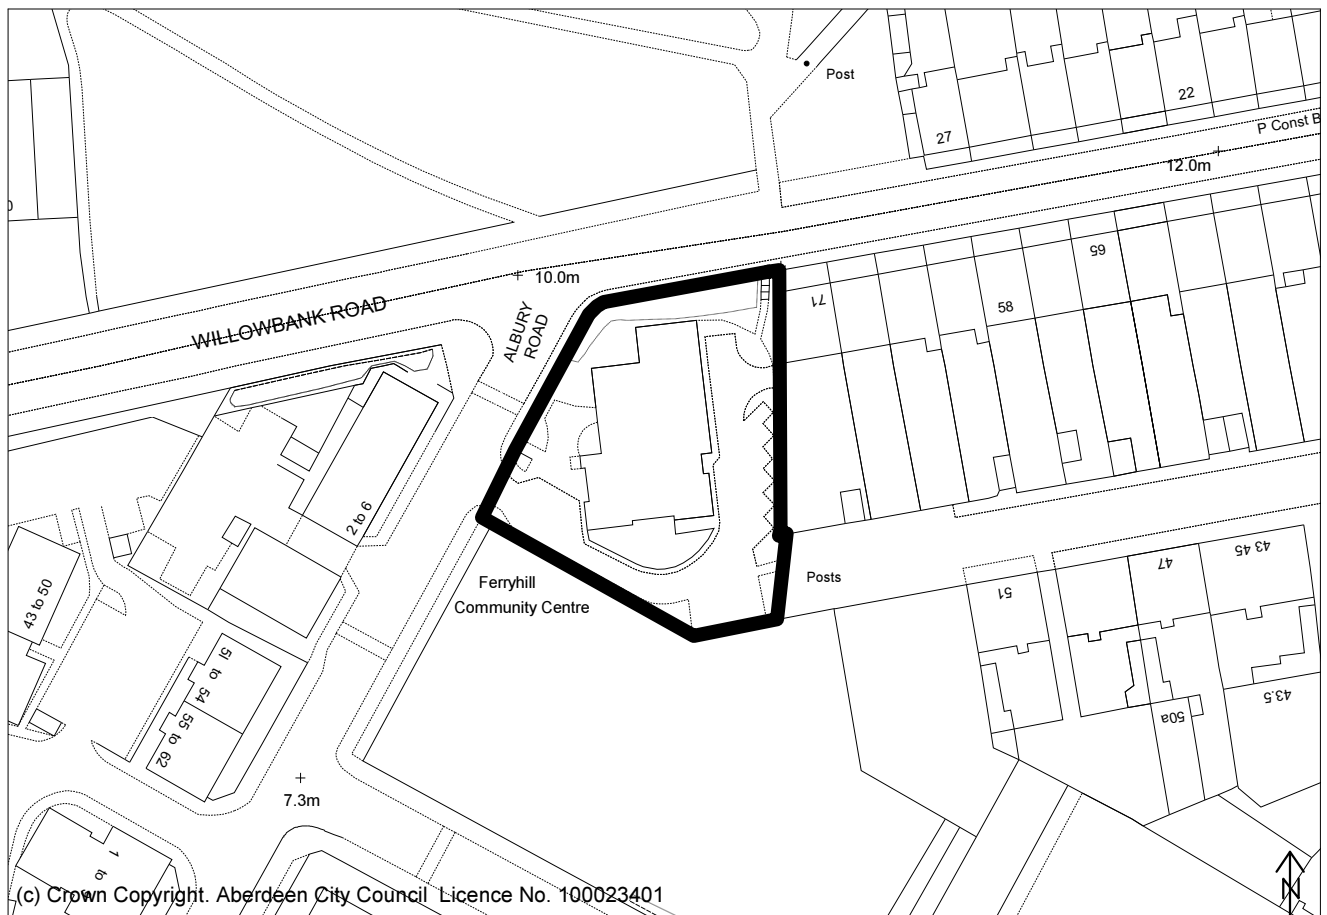 Post
22
27
P Const B
12.0m
65
10.0m
71
58
WILLOWBANK ROAD
ALBURY
ROAD
2 to 6
Ferryhill
Community Centre
Posts
51
47
43 45
43 to 50
51 to 54
55 to 62
50a
43.5
7.3m
1 to
(c) Crown Copyright. Aberdeen City Council Licence No. 100023401
N